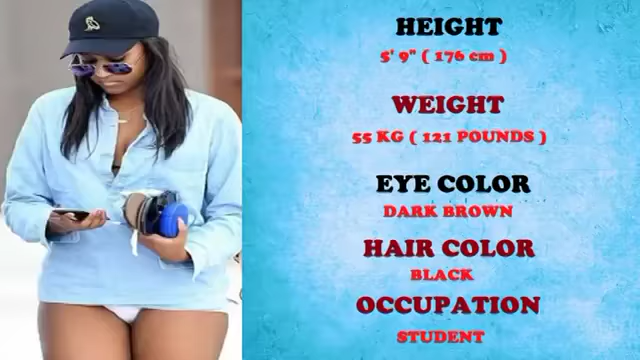 HEIGHT
5' 9" ( 176 cm )
WEIGHT
55 KG ( 121 POUNDS )
EYE COLOR
DARK BROWN
HAIR COLOR
BLACK
OCCUPATION
STUDENT